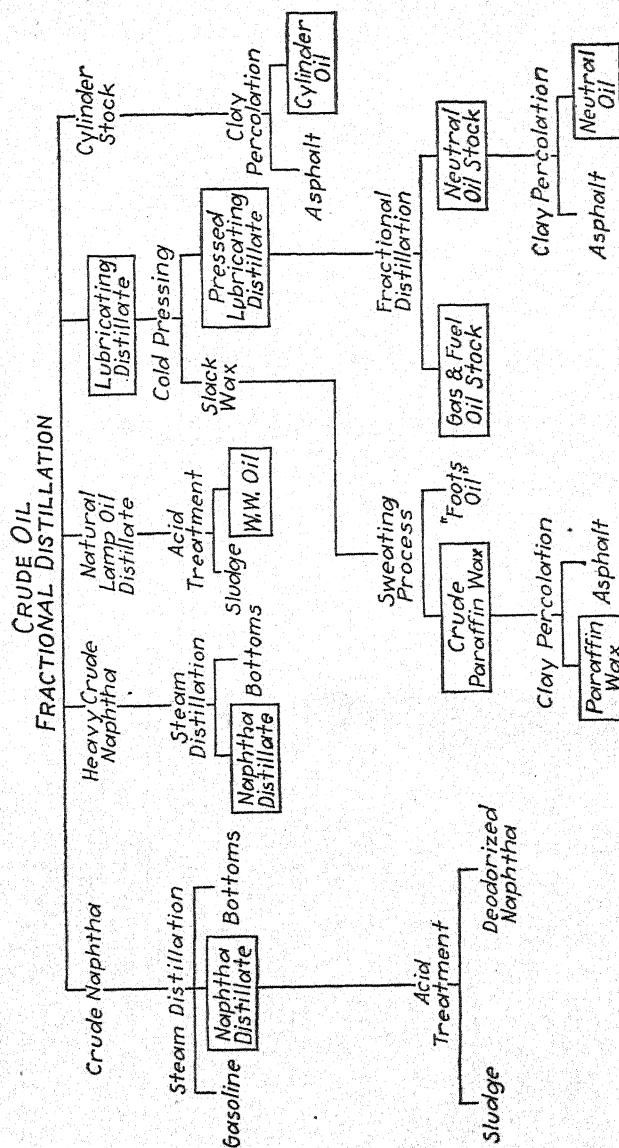 CRUDE OIL
FRACTIONAL DISTILLATION
Crude Naphtha
Heavy Crude
Naphtha
Natural
Lamp Oil
Distillate
Lubricating
Distillate
Cylinder
Stock
Steam Distillation
Steam
Distillation
Acid
Treatment
Cold Pressing
Clay
Percolation
Gasoline
Naphtha
Distillate
Bottoms
Naphtha
Distillate
Bottoms
Sludge
W.W. Oil
Slack
Wax
Pressed
Lubricating
Distillate
Asphalt
Cylinder
Oil
Acid
Treatment
Sweating
Process
Fractional
Distillation
Sludge
Deodorized
Naphtha
Crude
Paraffin Wax
"Foots
Oil"
Gas & Fuel
Oil Stock
Neutral
Oil Stock
Clay Percolation
Clay Percolation
Paraffin
Wax
Asphalt
Asphalt
Neutral
Oil